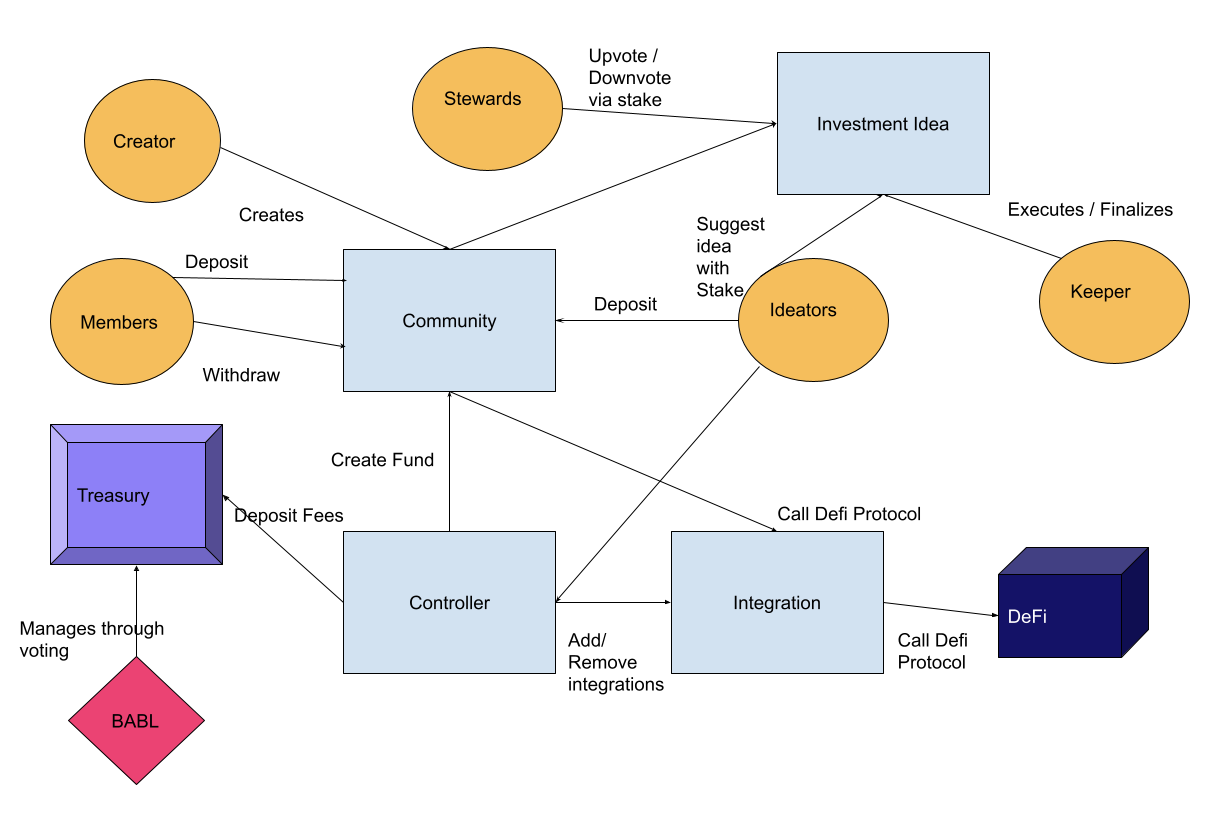 Upvote /
Downvote
via stake
Stewards
Investment Idea
Creator
Creates
Executes / Finalizes
Suggest
idea
with
Stake
Deposit
Members
Withdraw
Community
Deposit
Ideators
Keeper
Create Fund
Treasury
Deposit Fees
Call Defi Protocol
Controller
Integration
DeFi
Add/
Remove
integrations
Call Defi
Protocol
Manages through
voting
BABL